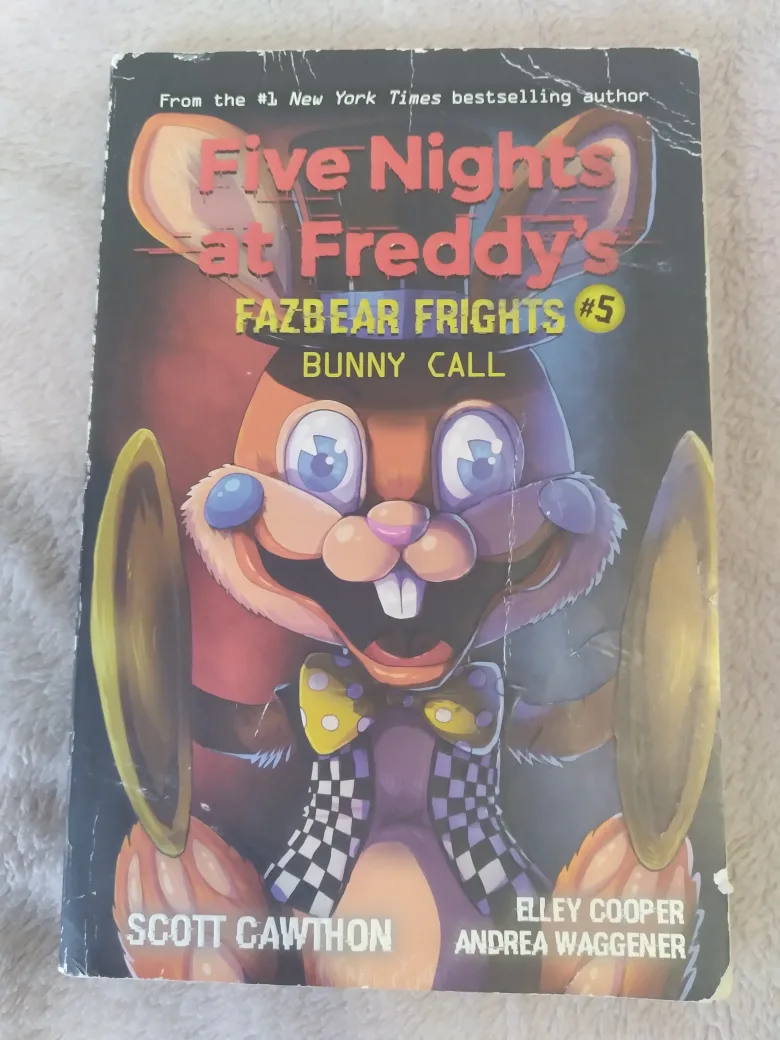 From the #1 New York Times bestselling author
Five Nights
at Freddy's
FAZBEAR FRIGHTS #5
BUNNY CALL
SCOTT CAWTHON
ELLEY COOPER
ANDREA WAGGENER